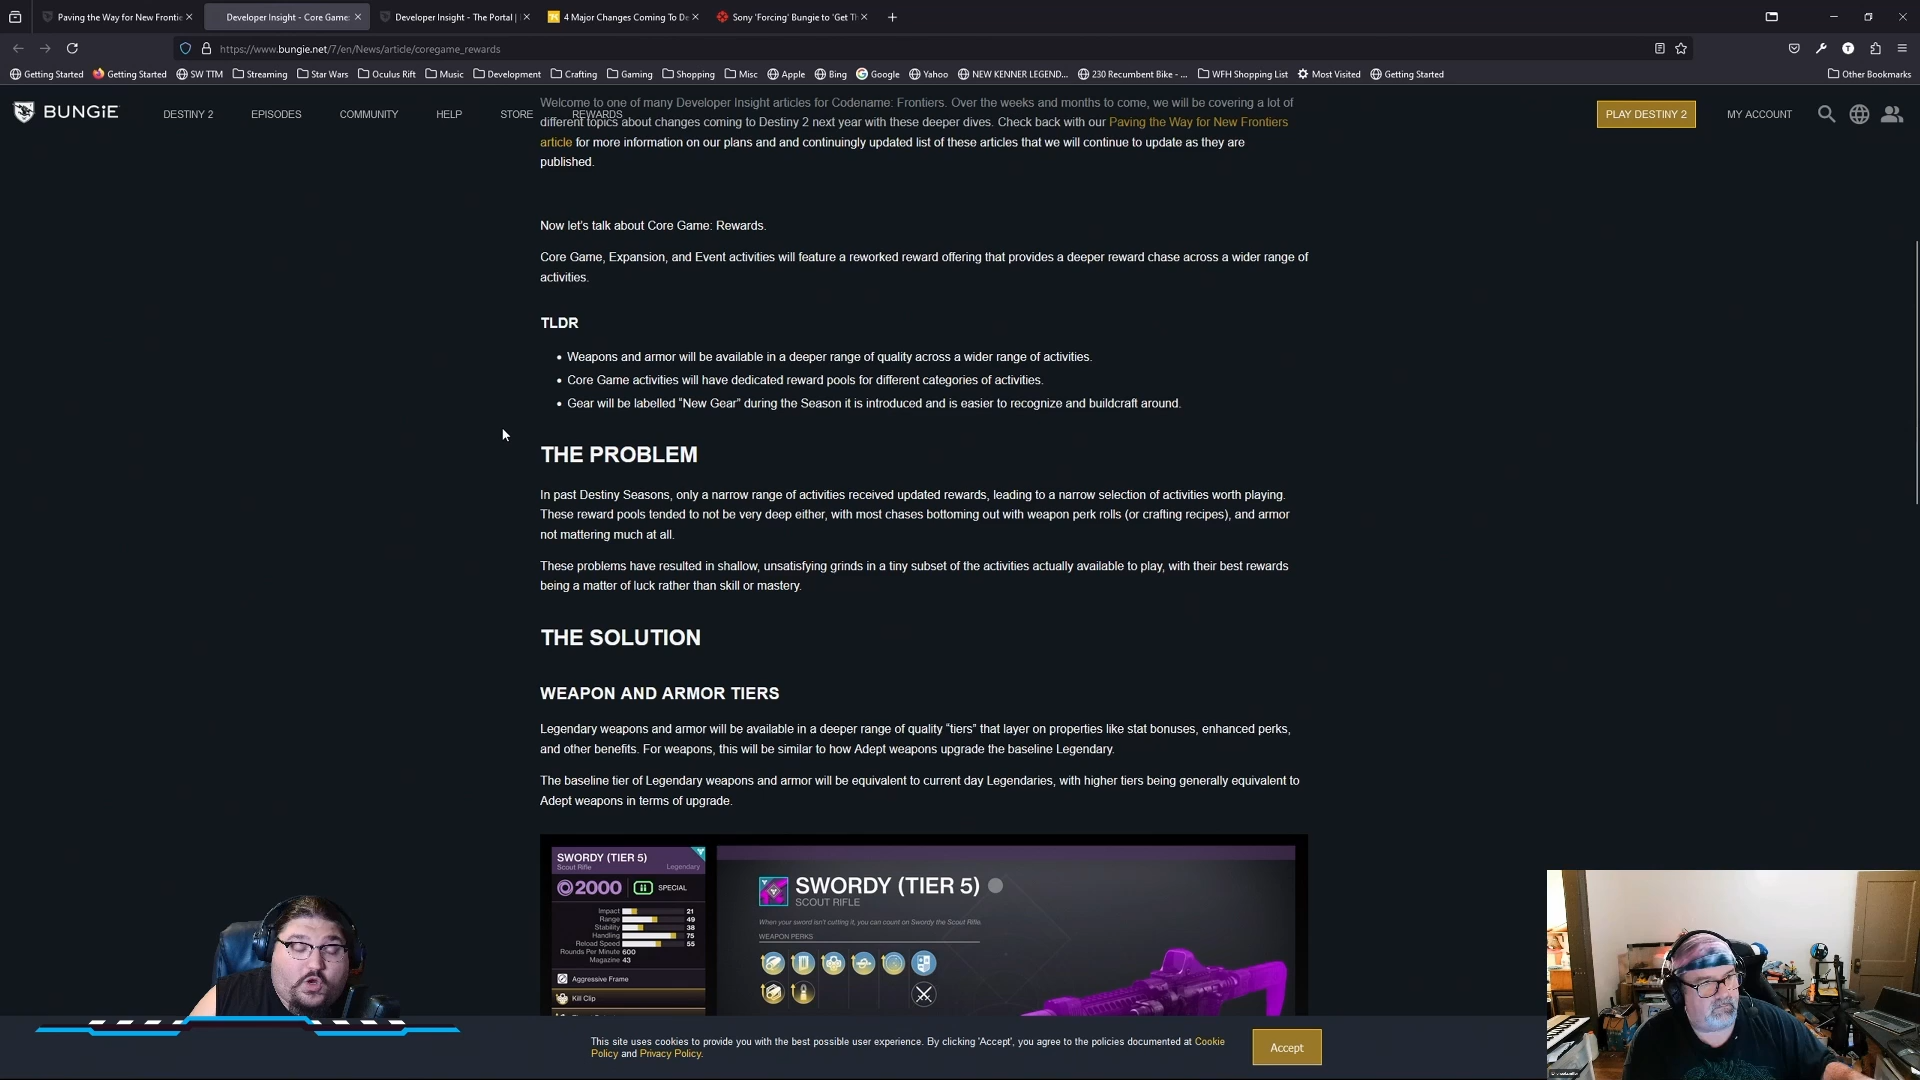 Paving the Way for New Frontie
Developer Insight - Core Game:
Developer Insight - The Portal |
4 Major Changes Coming To De
Sony 'Forcing' Bungie to 'Get Th
https://www.bungie.net/7/en/News/article/coregame_rewards
Getting Started
Getting Started
SW TTM
Streaming
Star Wars
Oculus Rift
Music
Development
Crafting
Gaming
Shopping
Misc
Apple
Bing
Google
Yahoo
NEW KENNER LEGEND...
230 Recumbent Bike - ...
WFH Shopping List
Most Visited
Getting Started
Other Bookmarks
BUNGiE
DESTINY 2
EPISODES
COMMUNITY
HELP
STORE
REWARDS
PLAY DESTINY 2
MY ACCOUNT
Welcome to one of many Developer Insight articles for Codename: Frontiers. Over the weeks and months to come, we will be covering a lot of
different topics about changes coming to Destiny 2 next year with these deeper dives. Check back with our Paving the Way for New Frontiers
article for more information on our plans and and continuingly updated list of these articles that we will continue to update as they are
published.
Now let's talk about Core Game: Rewards.
Core Game, Expansion, and Event activities will feature a reworked reward offering that provides a deeper reward chase across a wider range of
activities.
TLDR
• Weapons and armor will be available in a deeper range of quality across a wider range of activities.
• Core Game activities will have dedicated reward pools for different categories of activities.
• Gear will be labelled “New Gear” during the Season it is introduced and is easier to recognize and buildcraft around.
THE PROBLEM
In past Destiny Seasons, only a narrow range of activities received updated rewards, leading to a narrow selection of activities worth playing.
These reward pools tended to not be very deep either, with most chases bottoming out with weapon perk rolls (or crafting recipes), and armor
not mattering much at all.
These problems have resulted in shallow, unsatisfying grinds in a tiny subset of the activities actually available to play, with their best rewards
being a matter of luck rather than skill or mastery.
THE SOLUTION
WEAPON AND ARMOR TIERS
Legendary weapons and armor will be available in a deeper range of quality “tiers” that layer on properties like stat bonuses, enhanced perks,
and other benefits. For weapons, this will be similar to how Adept weapons upgrade the baseline Legendary.
The baseline tier of Legendary weapons and armor will be equivalent to current day Legendaries, with higher tiers being generally equivalent to
Adept weapons in terms of upgrade.
SWORDY (TIER 5)
Scout Rifle Legendary
2000 SPECIAL
Impact 21
Range 49
Stability 38
Handling 75
Reload Speed 55
Rounds Per Minute 600
Magazine 43
Aggressive Frame
Kill Clip
SWORDY (TIER 5)
SCOUT RIFLE
When your sword isn't cutting it, you can count on Swordy the Scout Rifle.
WEAPON PERKS
This site uses cookies to provide you with the best possible user experience. By clicking 'Accept', you agree to the policies documented at Cookie
Policy and Privacy Policy.
Accept